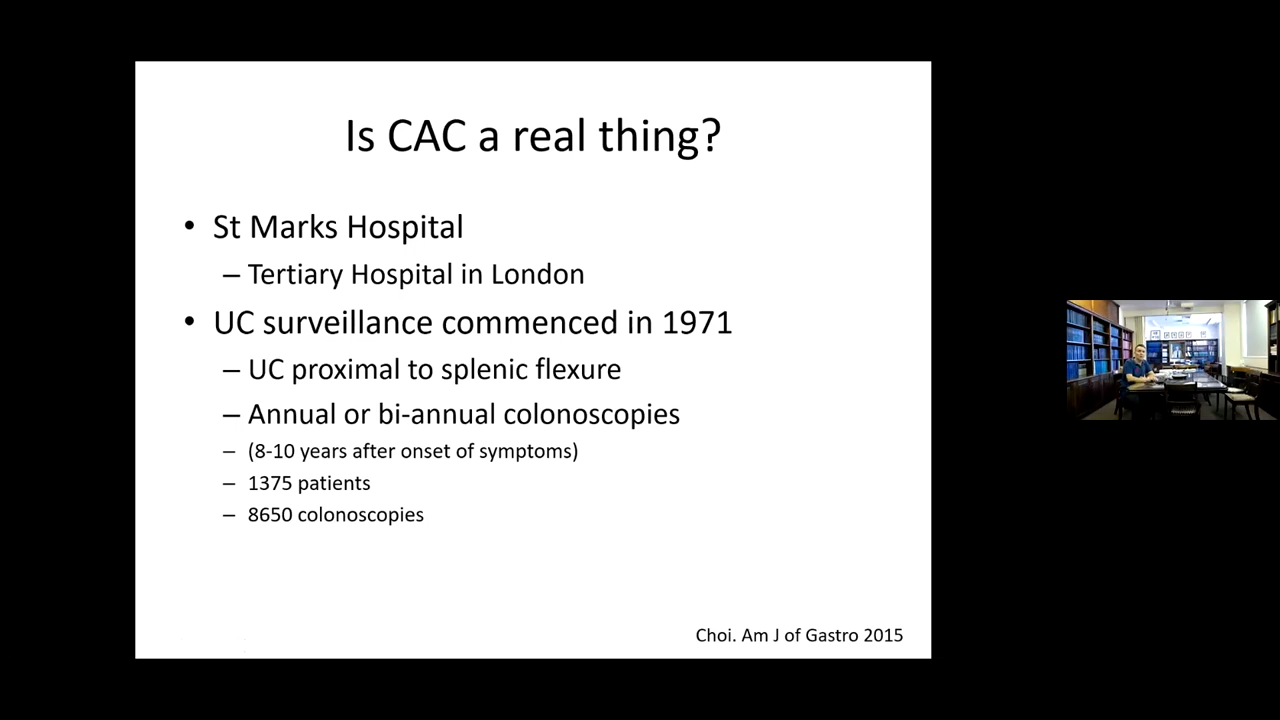 Is CAC a real thing?
• St Marks Hospital
– Tertiary Hospital in London
• UC surveillance commenced in 1971
– UC proximal to splenic flexure
– Annual or bi-annual colonoscopies
– (8-10 years after onset of symptoms)
– 1375 patients
– 8650 colonoscopies
Choi. Am J of Gastro 2015